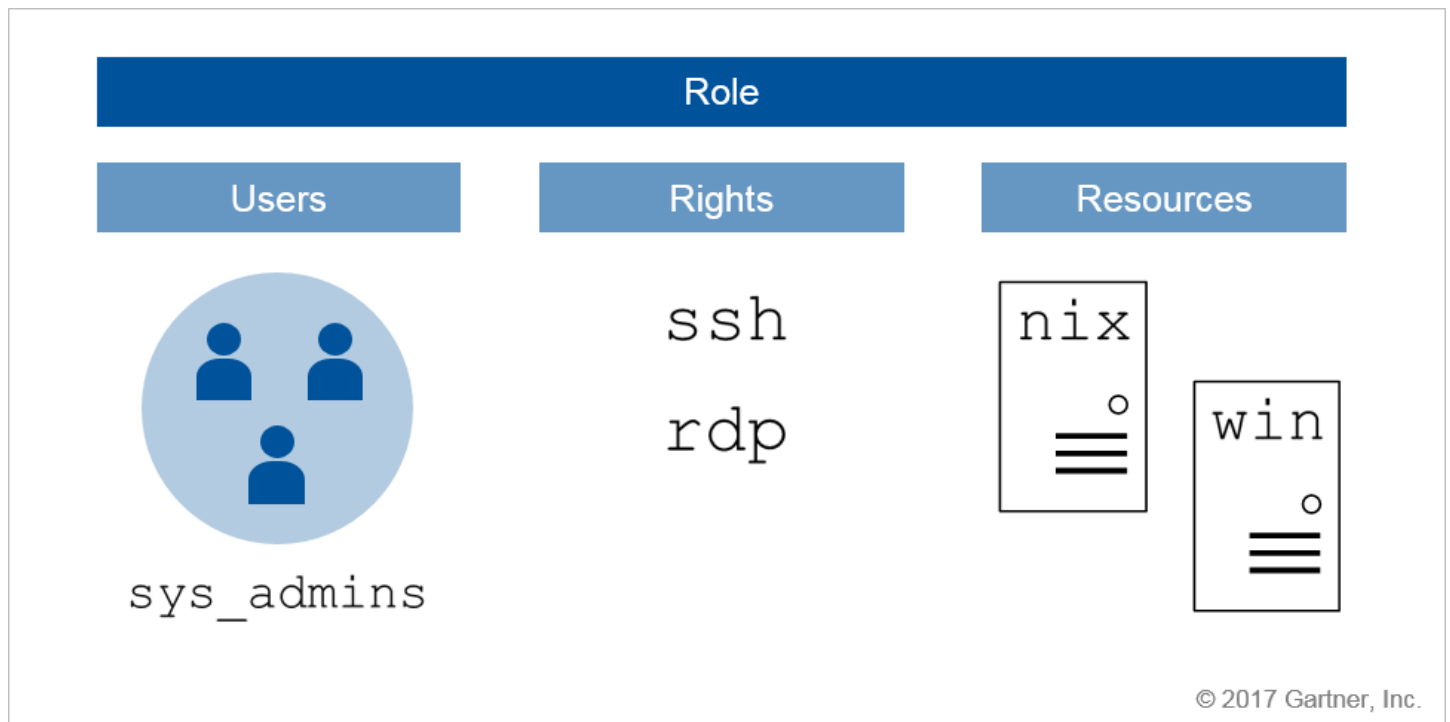 Role
Users
Rights
Resources
ssh
rdp
nix
win
sys_admins
© 2017 Gartner, Inc.